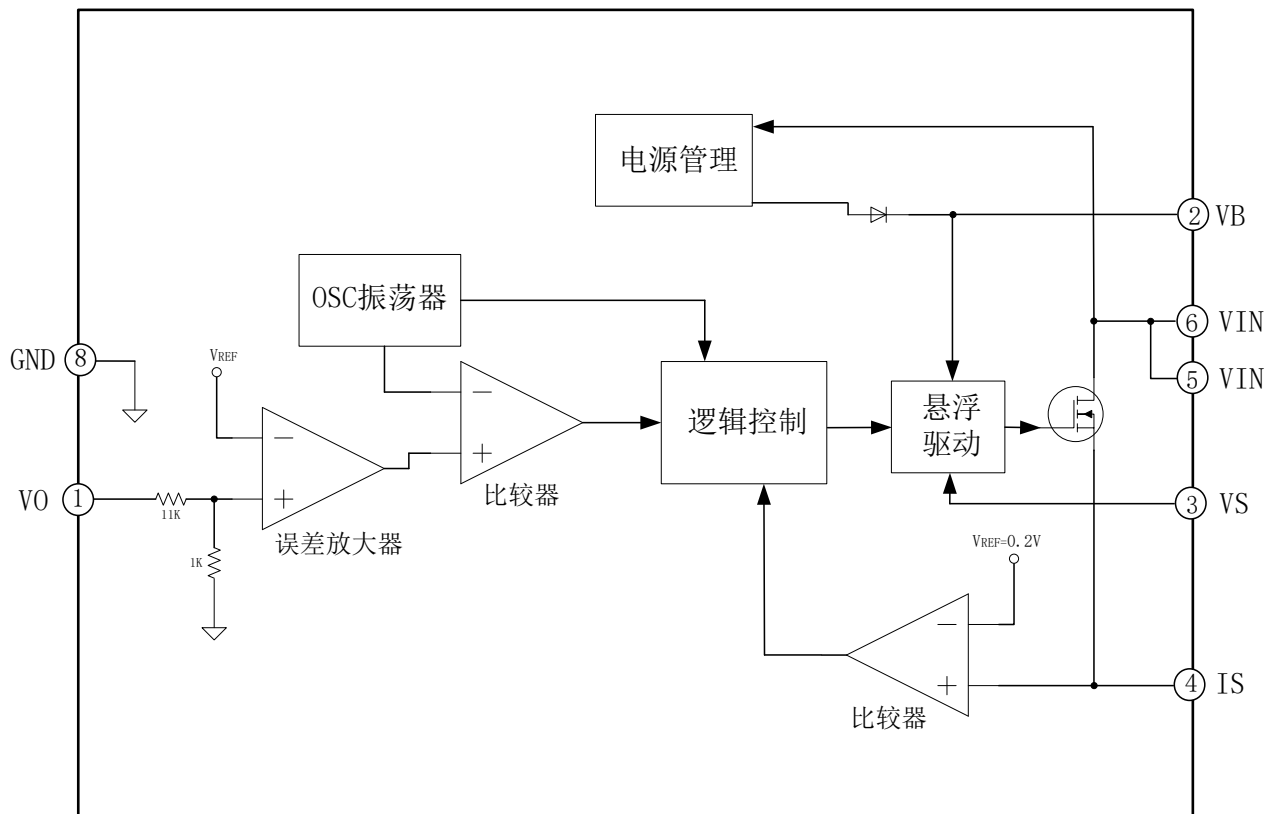 电源管理
2 VB
OSC振荡器
6 VIN
GND 8
VREF
5 VIN
逻辑控制
悬浮
驱动
−
−
+
+
VO 1
11K
比较器
3 VS
误差放大器
1K
VREF=0.2V
−
+
4 IS
比较器